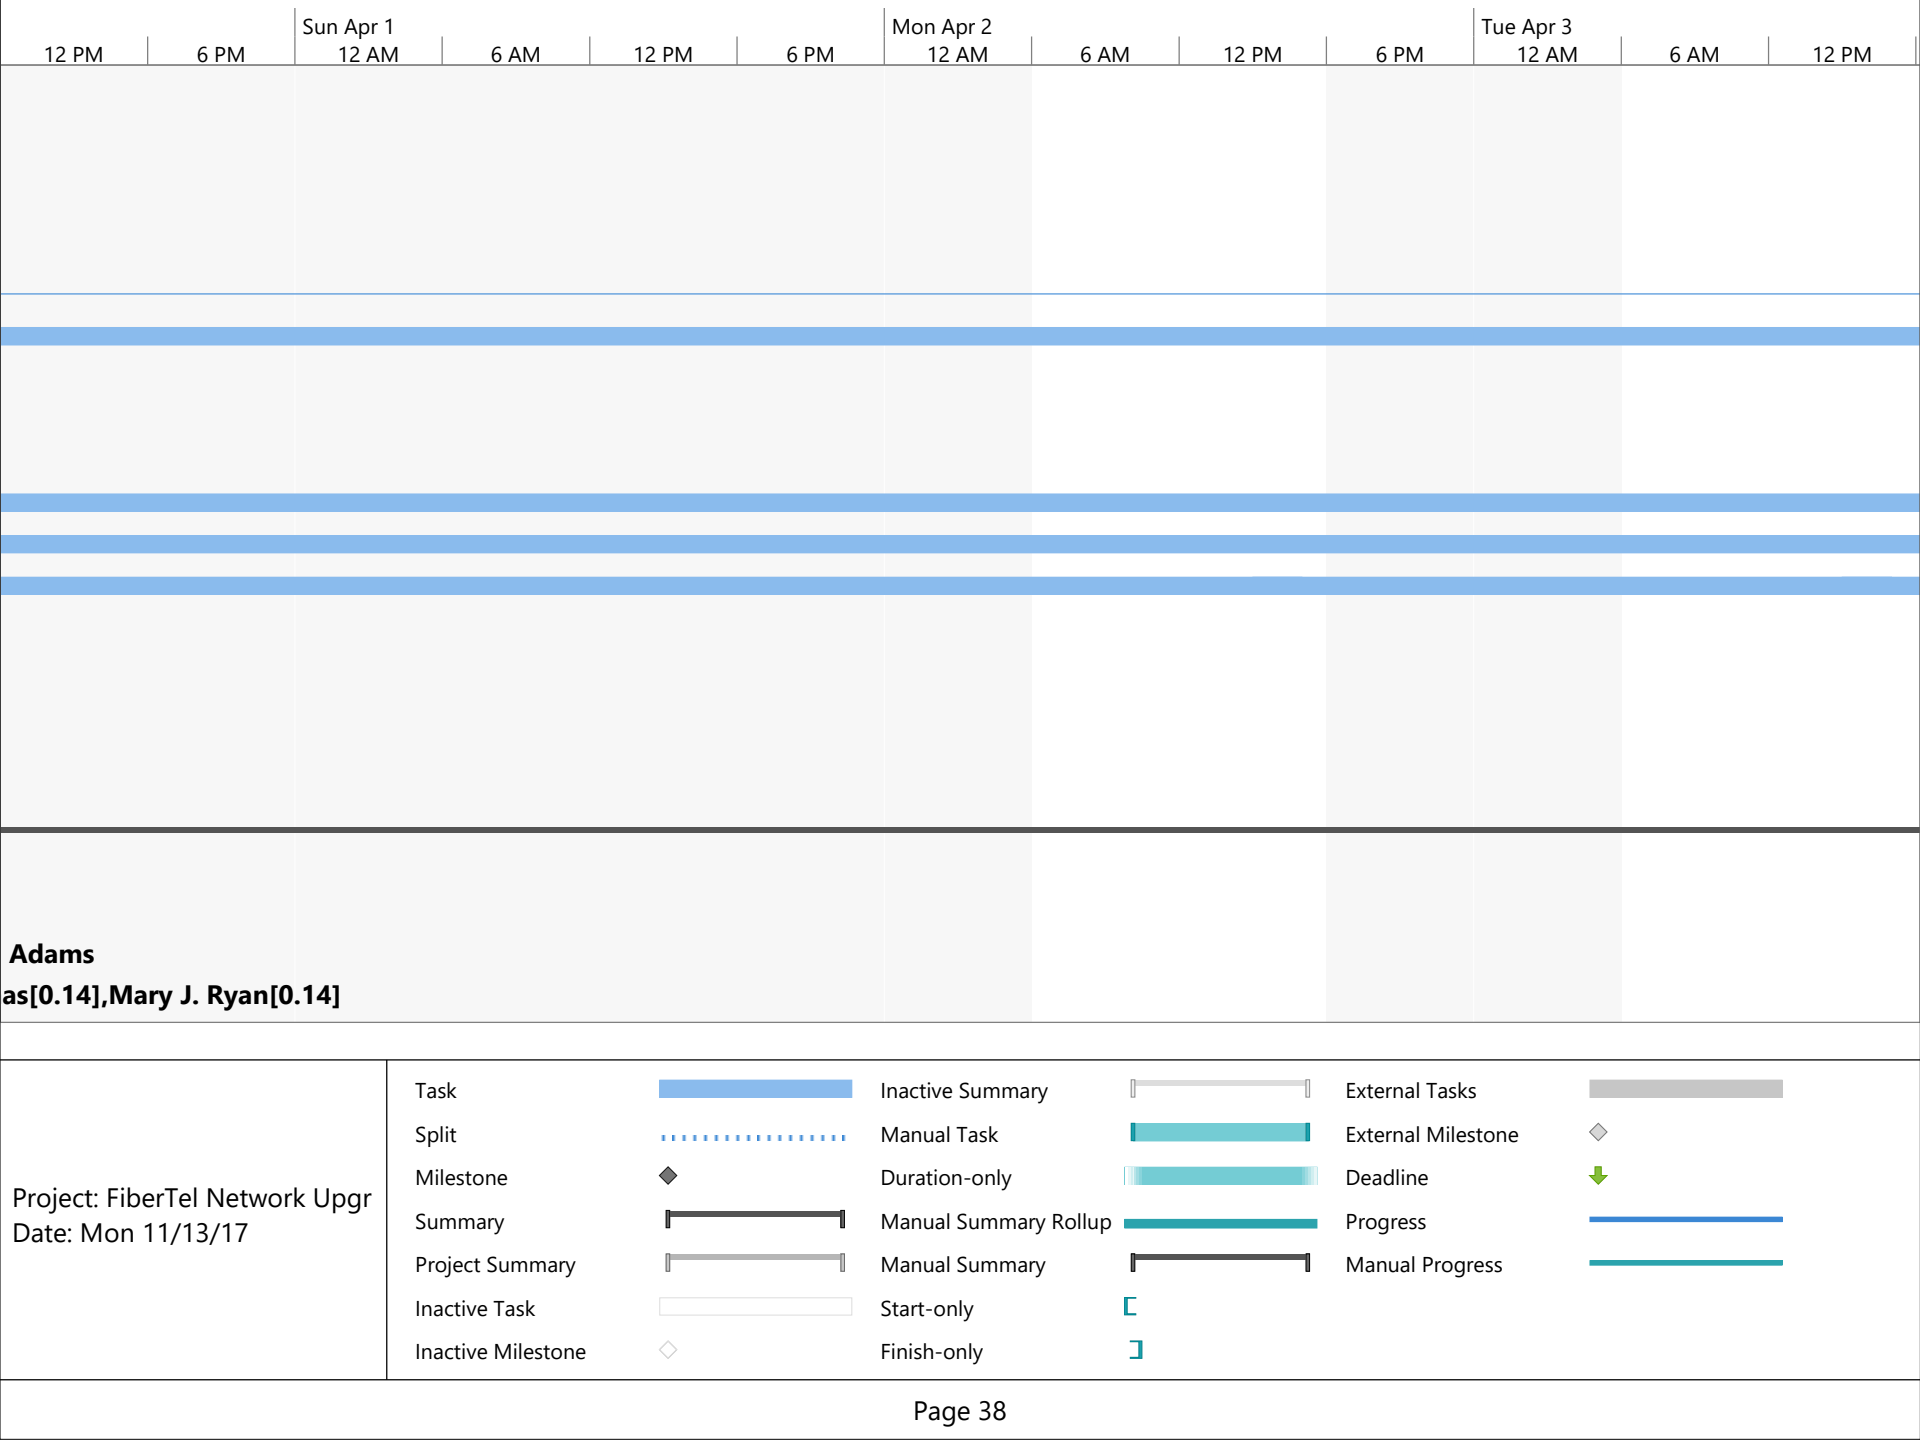 Sun Apr 1 Mon Apr 2 Tue Apr 3
12 PM 6 PM 12 AM 6 AM 12 PM 6 PM 12 AM 6 AM 12 PM 6 PM 12 AM 6 AM 12 PM
Adams
as[0.14],Mary J. Ryan[0.14]
Project: FiberTel Network Upgr
Date: Mon 11/13/17
Task
Split
Milestone
Summary
Project Summary
Inactive Task
Inactive Milestone
Inactive Summary
Manual Task
Duration-only
Manual Summary Rollup
Manual Summary
Start-only
Finish-only
External Tasks
External Milestone
Deadline
Progress
Manual Progress
Page 38